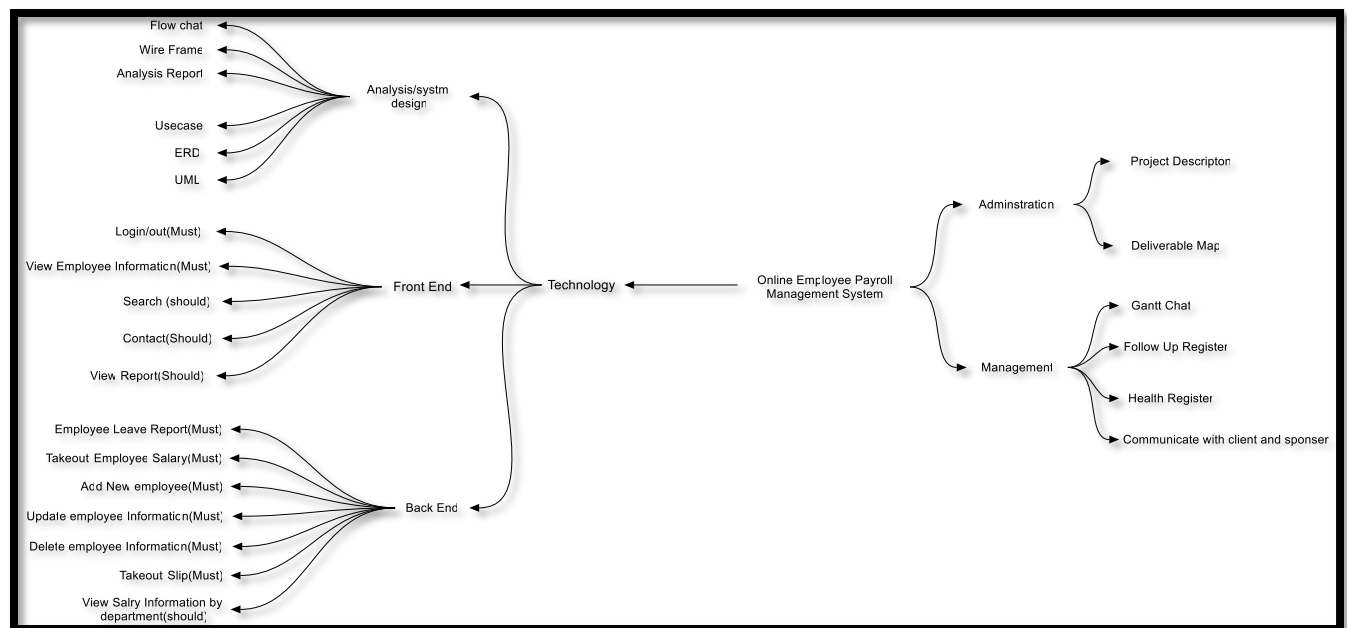 Flow chat
Wire Frame
Analysis Report
Analysis/systm
design
Usecase
ERD
UML
Login/out(Must)
View Employee Information(Must)
Search (should)
Contact(Should)
View Report(Should)
Front End
Technology
Employee Leave Report(Must)
Takeout Employee Salary(Must)
Add New employee(Must)
Update employee Information(Must)
Delete employee Information(Must)
Takeout Slip(Must)
View Salry Information by
department(should)
Back End
Online Employee Payroll
Management System
Adminstration
Project Descripton
Deliverable Map
Management
Gantt Chat
Follow Up Register
Health Register
Communicate with client and sponser